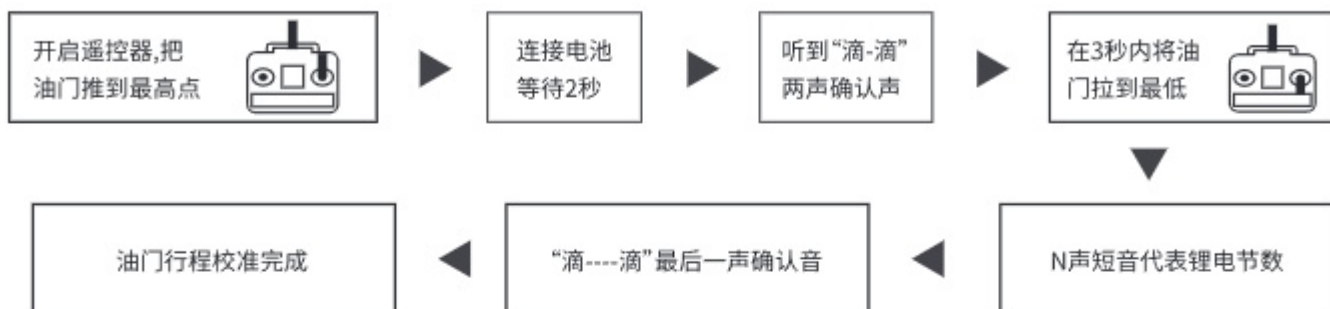 开启遥控器,把
油门推到最高点
连接电池
等待2秒
听到“滴-滴”
两声确认声
在3秒内将油
门拉到最低
N声短音代表锂电节数
“滴----滴”最后一声确认音
油门行程校准完成